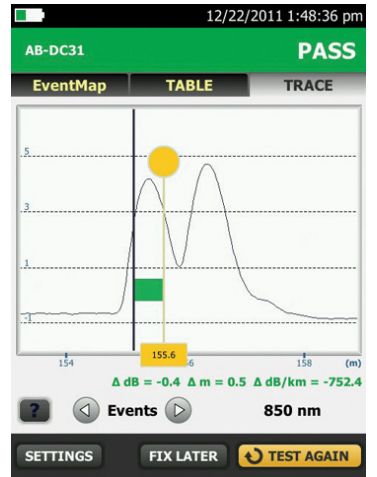 12/22/2011 1:48:36 pm
AB-DC31 PASS
EventMap TABLE TRACE
5
3
1
-1
155.6
154 6 158 (m)
Δ dB = -0.4 Δ m = 0.5 Δ dB/km = -752.4
? Events 850 nm
SETTINGS FIX LATER TEST AGAIN